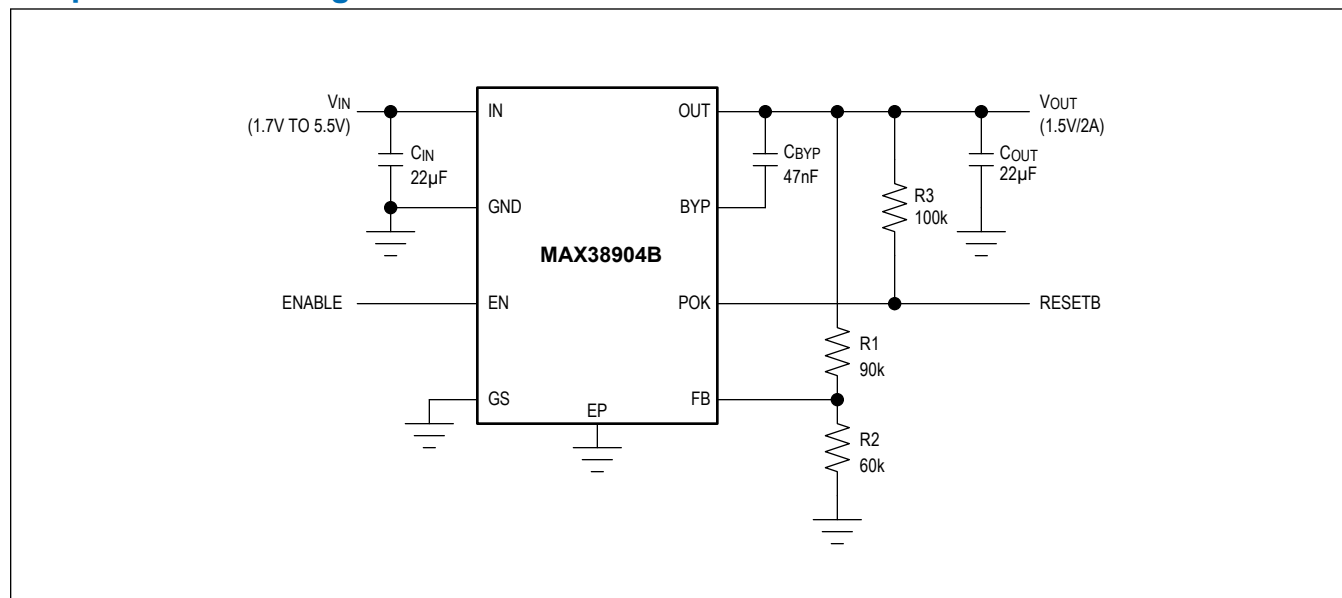 VIN
(1.7V TO 5.5V)
CIN
22µF
IN
GND
ENABLE
EN
GS
MAX38904B
EP
OUT
BYP
POK
FB
CBYP
47nF
R3
100k
R1
90k
R2
60k
VOUT
(1.5V/2A)
COUT
22µF
RESETB